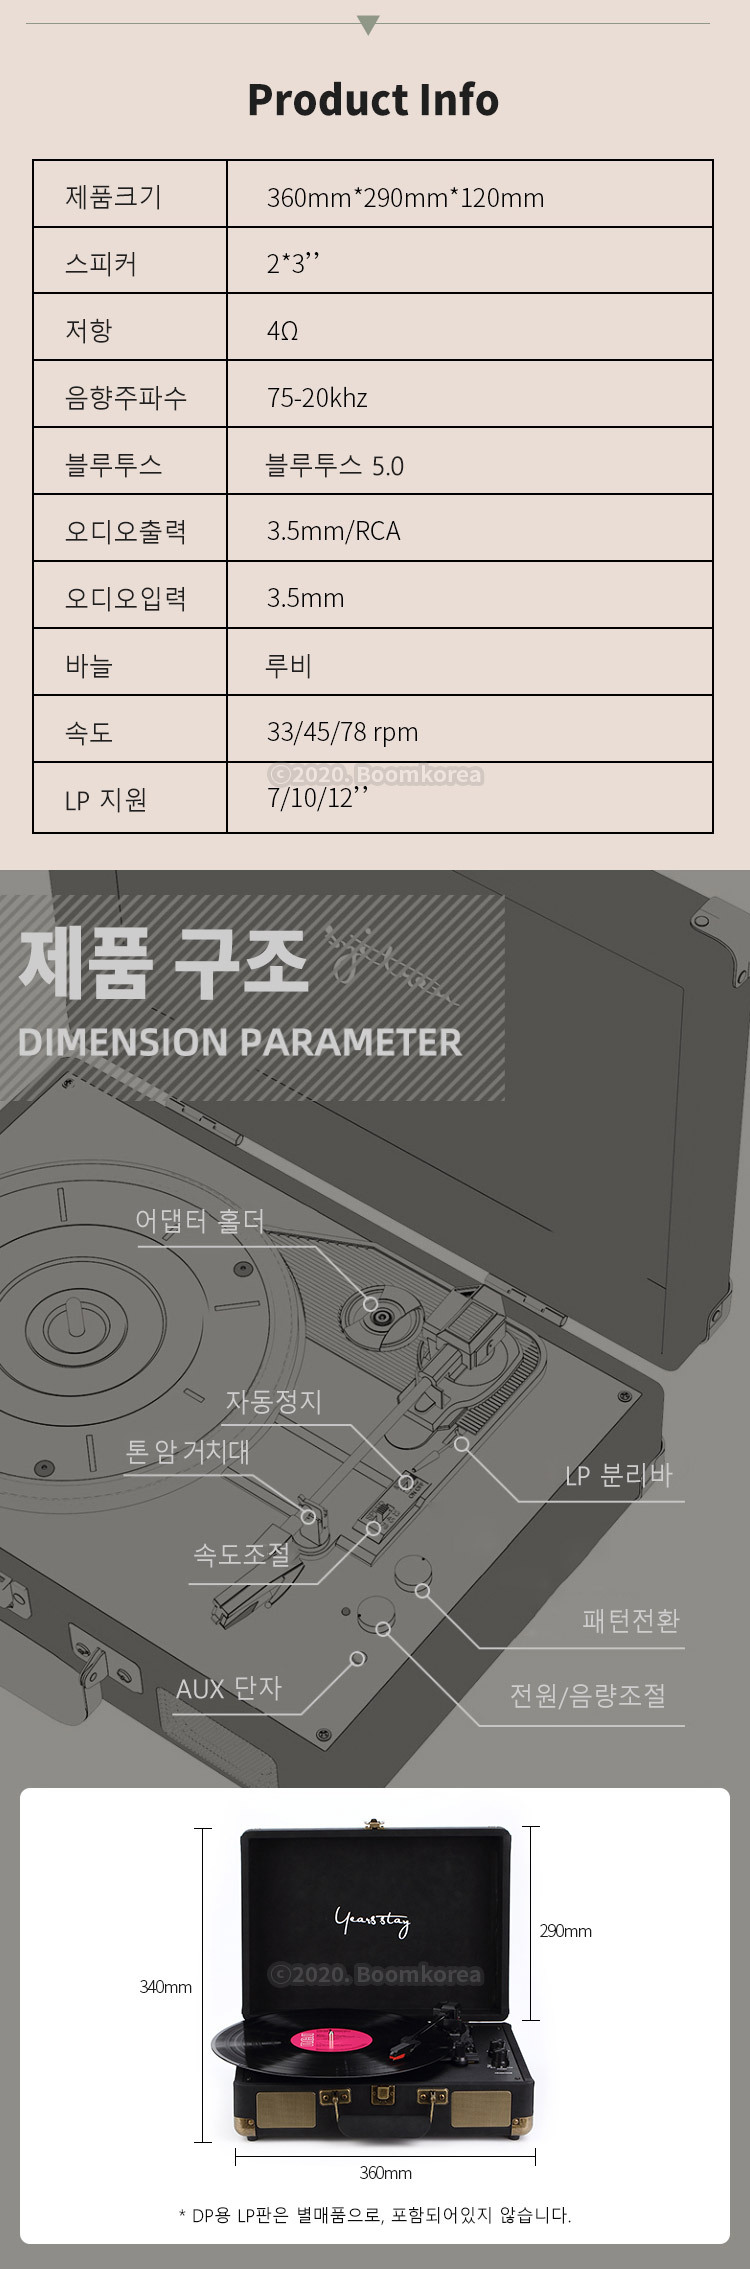 Product Info
제품크기 360mm*290mm*120mm
스피커 2*3’’
저항 4Ω
음향주파수 75-20khz
블루투스 블루투스 5.0
오디오출력 3.5mm/RCA
오디오입력 3.5mm
바늘 루비
속도 33/45/78 rpm
©2020. Boomkorea
LP 지원 7/10/12’’
제품 구조
DIMENSION PARAMETER
어댑터 홀더
자동정지
톤 암 거치대
LP 분리바
속도조절
패턴전환
AUX 단자
전원/음량조절
Yearsstay
290mm
©2020. Boomkorea
340mm
360mm
* DP용 LP판은 별매품으로, 포함되어있지 않습니다.